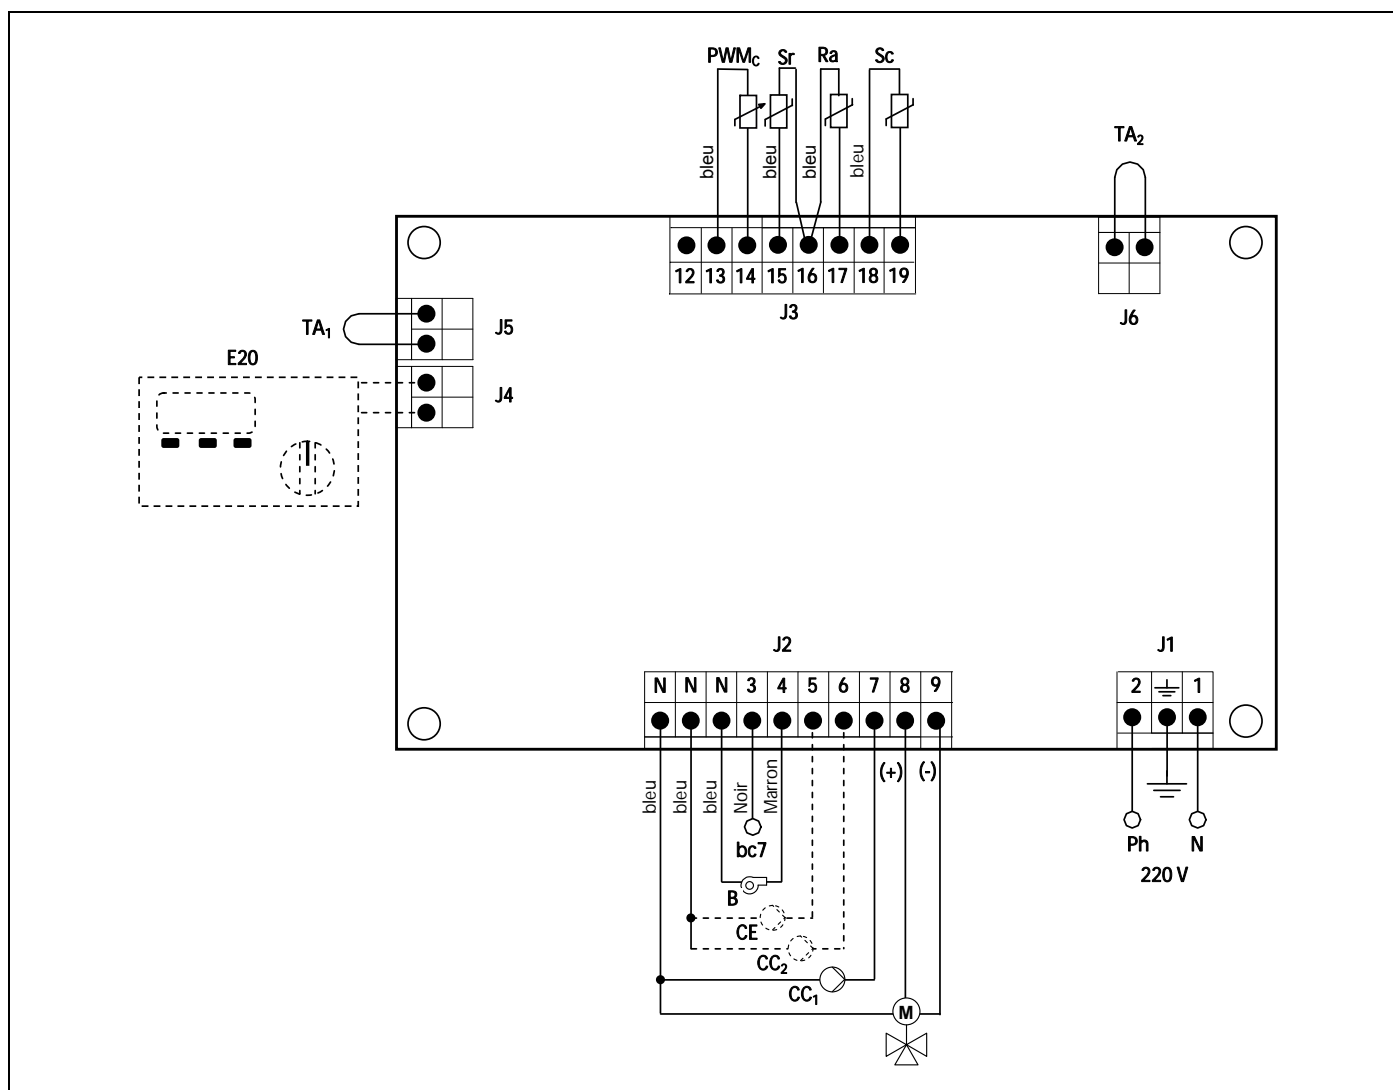 PWMC Sr Ra Sc
bleu bleu bleu bleu
TA2
12 13 14 15 16 17 18 19
J3
J6
TA1
J5
E20
J4
J2
J1
N N N 3 4 5 6 7 8 9
2 1
bleu bleu bleu Noir Marron (+) (-)
bc7
Ph N
220 V
B
CE
CC2
CC1
M